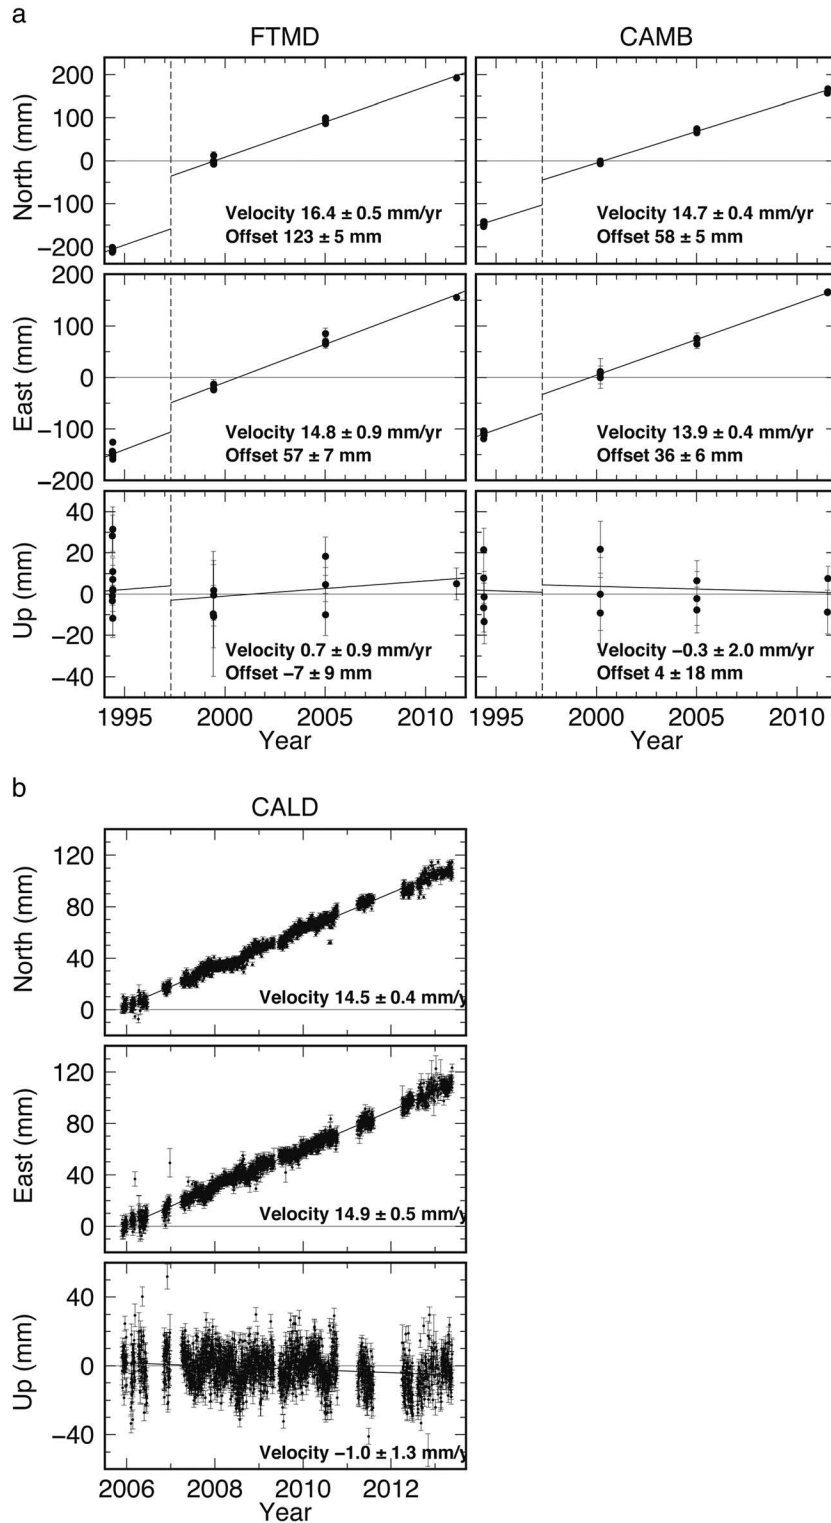 a
FTMD CAMB
200
100
0
−100
−200
North (mm)
Velocity 16.4 ± 0.5 mm/yr
Offset 123 ± 5 mm
Velocity 14.7 ± 0.4 mm/yr
Offset 58 ± 5 mm
200
100
0
−100
−200
East (mm)
Velocity 14.8 ± 0.9 mm/yr
Offset 57 ± 7 mm
Velocity 13.9 ± 0.4 mm/yr
Offset 36 ± 6 mm
40
20
0
−20
−40
Up (mm)
Velocity 0.7 ± 0.9 mm/yr
Offset −7 ± 9 mm
Velocity −0.3 ± 2.0 mm/yr
Offset 4 ± 18 mm
1995 2000 2005 2010 1995 2000 2005 2010
Year Year
b
CALD
120
80
40
0
North (mm)
Velocity 14.5 ± 0.4 mm/y
120
80
40
0
East (mm)
Velocity 14.9 ± 0.5 mm/y
40
0
−40
Up (mm)
Velocity −1.0 ± 1.3 mm/y
2006 2008 2010 2012
Year